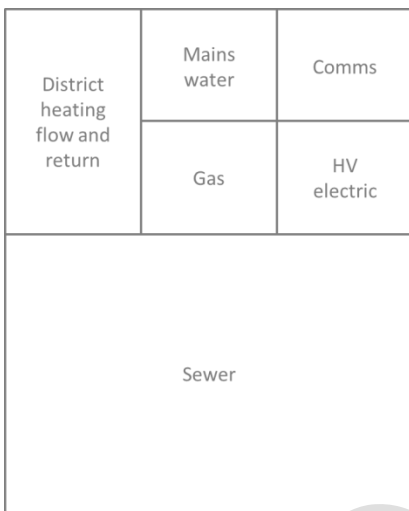 District
heating
flow and
return
Mains
water
Comms
Gas
HV
electric
Sewer